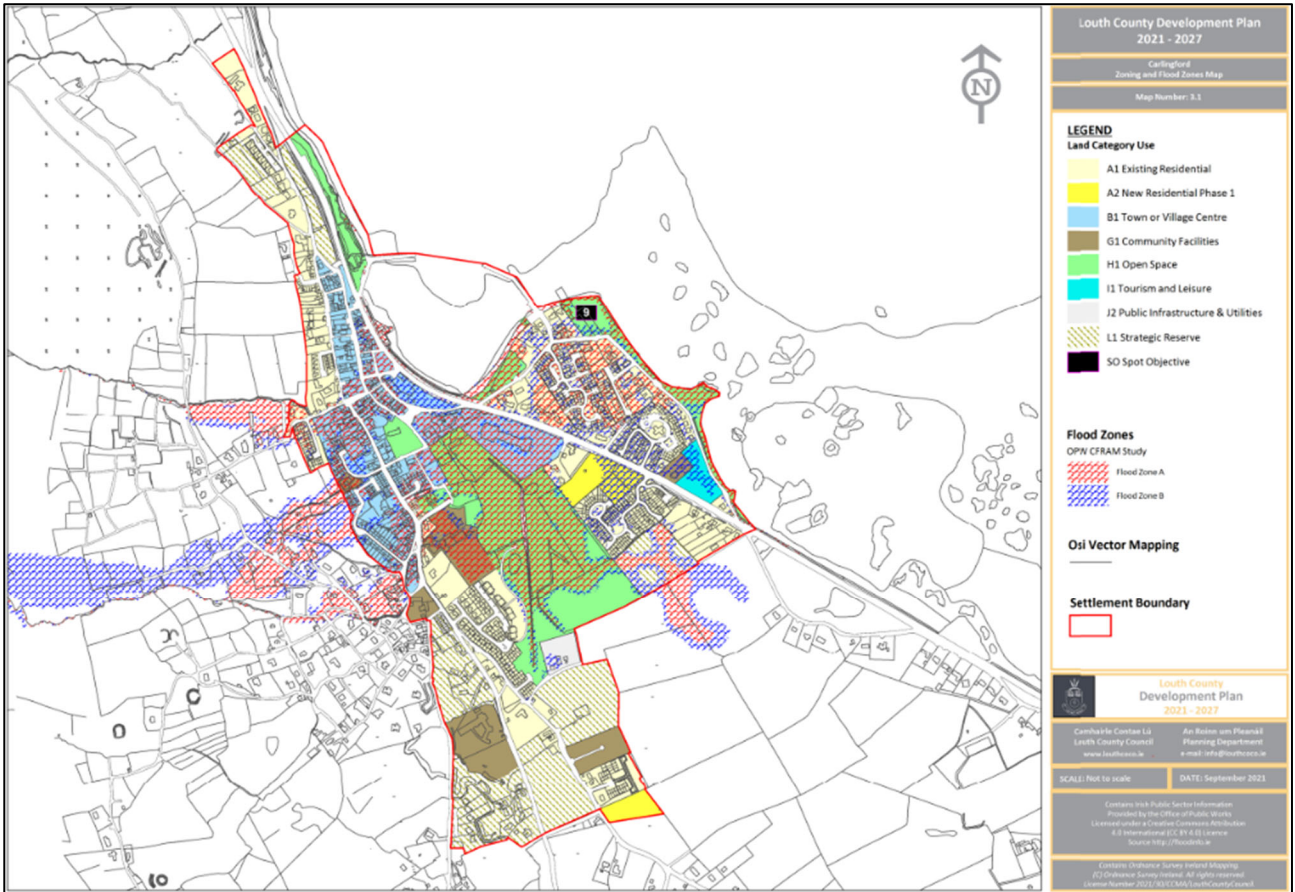 Louth County Development Plan
2021 - 2027
Carlingford
Zoning and Flood Zones Map
Map Number: 3.1
N
LEGEND
Land Category Use
A1 Existing Residential
A2 New Residential Phase 1
B1 Town or Village Centre
G1 Community Facilities
H1 Open Space
I1 Tourism and Leisure
J2 Public Infrastructure & Utilities
L1 Strategic Reserve
SO Spot Objective
9
Flood Zones
OPW CFRAM Study
Flood Zone A
Flood Zone B
Osi Vector Mapping
Settlement Boundary
Louth County
Development Plan
2021 - 2027
Comhairle Contae Lú
Louth County Council
www.louthcoco.ie
An Roinn um Pleanáil
Planning Department
e-mail: info@louthcoco.ie
SCALE: Not to scale
DATE: September 2021
Contains Irish Public Sector Information
Provided by the Office of Public Works
Licensed under a Creative Commons Attribution
4.0 International (CC BY 4.0) Licence
Source http://floodinfo.ie
Contains Ordnance Survey Ireland Mapping
(C) Ordnance Survey Ireland. All rights reserved.
License Number 2021/30/CCMA/LouthCountyCouncil